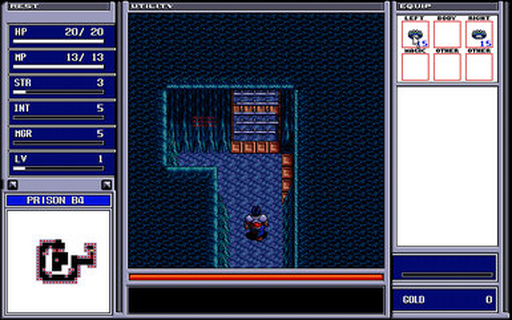 REST
UTILITY
EQUIP
HP 20/ 20
MP 13/ 13
STR 3
INT 5
MGR 5
LV 1
PRISON BQ
LEFT BODY RIGHT
15 15
MAGIC OTHER OTHER
GOLD 0